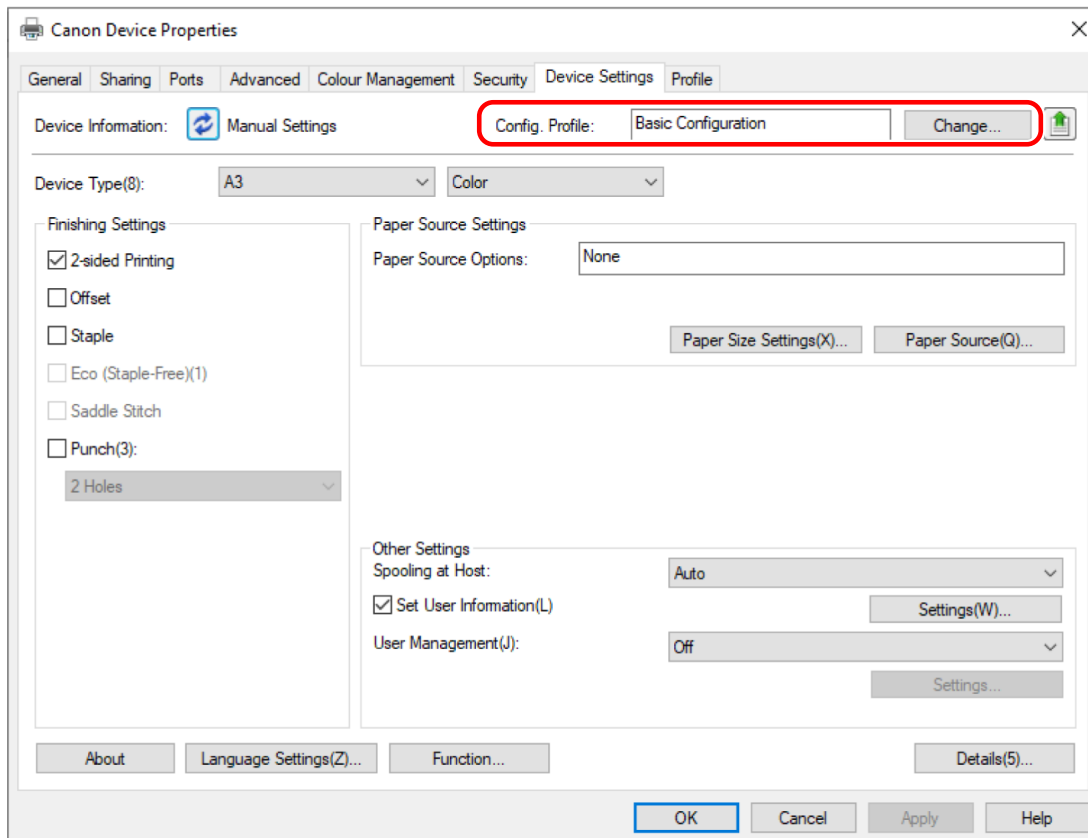 Canon Device Properties
General Sharing Ports Advanced Colour Management Security Device Settings Profile
Device Information: Manual Settings Config. Profile: Basic Configuration Change...
Device Type(8): A3 Color
Finishing Settings
2-sided Printing
Offset
Staple
Eco (Staple-Free)(1)
Saddle Stitch
Punch(3):
2 Holes
Paper Source Settings
Paper Source Options: None
Paper Size Settings(X)... Paper Source(Q)...
Other Settings
Spooling at Host: Auto
Set User Information(L) Settings(W)...
User Management(J): Off
Settings...
About Language Settings(Z)... Function... Details(5)...
OK Cancel Apply Help